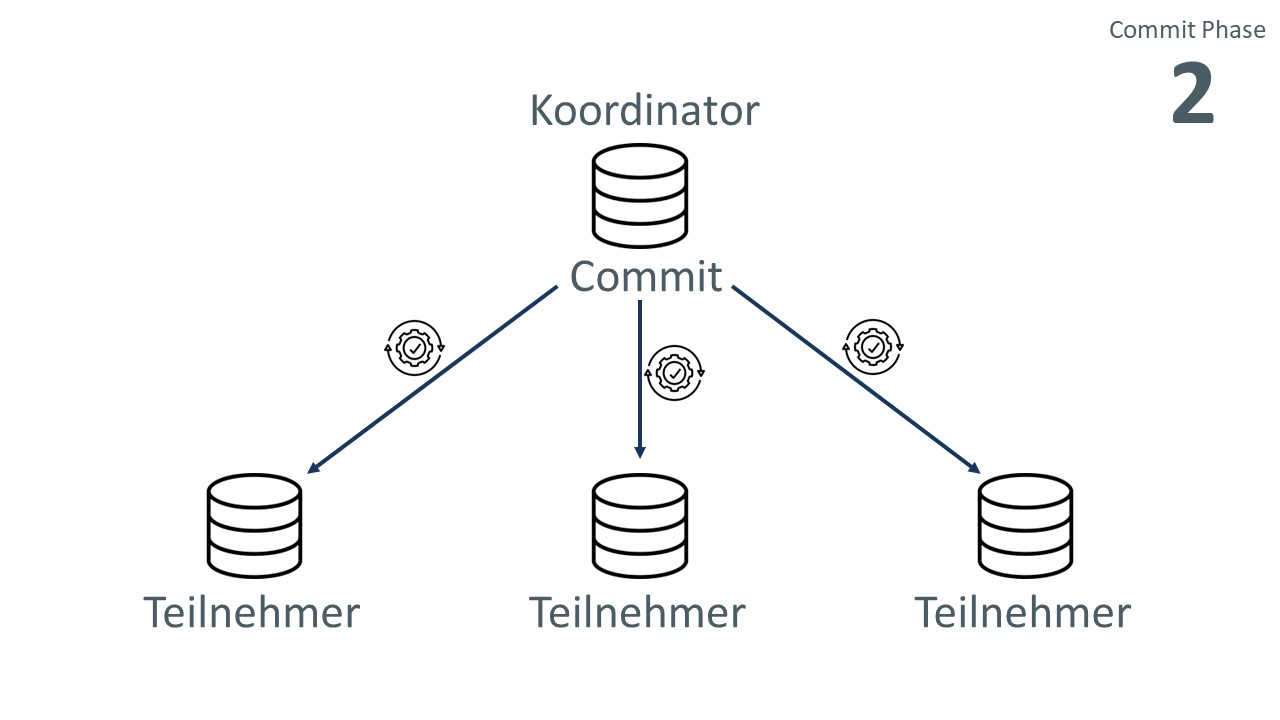 Commit Phase
2
Koordinator
Commit
Teilnehmer
Teilnehmer
Teilnehmer